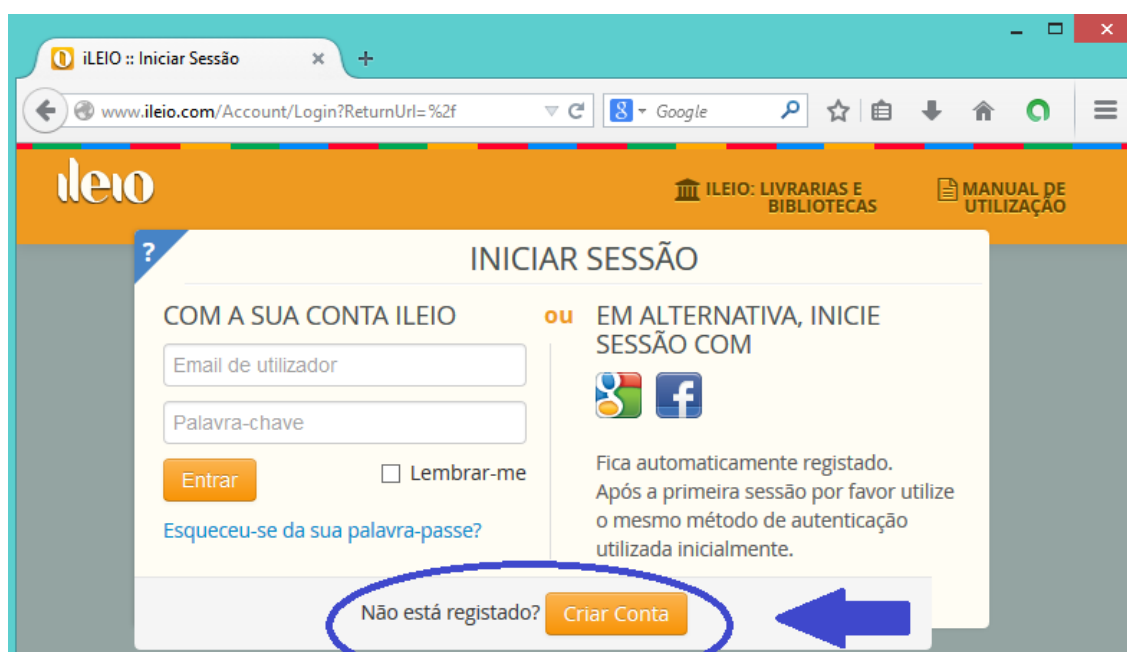 iLEIO :: Iniciar Sessão
www.ileio.com/Account/Login?ReturnUrl=%2f
Google
ileio
ILEIO: LIVRARIAS E
BIBLIOTECAS
MANUAL DE
UTILIZAÇÃO
?
INICIAR SESSÃO
COM A SUA CONTA ILEIO
Email de utilizador
Palavra-chave
Entrar
Lembrar-me
Esqueceu-se da sua palavra-passe?
ou
EM ALTERNATIVA, INICIE
SESSÃO COM
Fica automaticamente registado.
Após a primeira sessão por favor utilize
o mesmo método de autenticação
utilizada inicialmente.
Não está registado? Criar Conta